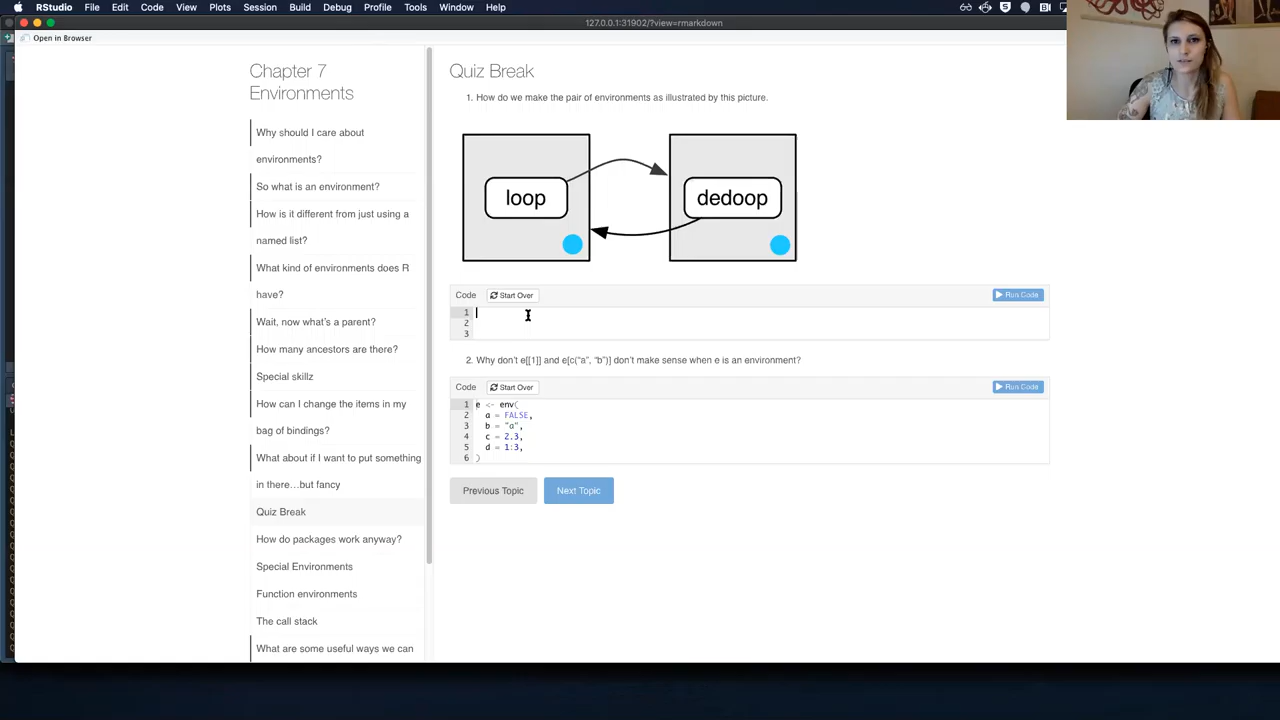 RStudio File Edit Code View Plots Session Build Debug Profile Tools Window Help
127.0.0.1:31902/?view=rmarkdown
Open in Browser
Chapter 7
Environments
Why should I care about
environments?
So what is an environment?
How is it different from just using a
named list?
What kind of environments does R
have?
Wait, now what's a parent?
How many ancestors are there?
Special skillz
How can I change the items in my
bag of bindings?
What about if I want to put something
in there…but fancy
Quiz Break
How do packages work anyway?
Special Environments
Function environments
The call stack
What are some useful ways we can
Quiz Break
1. How do we make the pair of environments as illustrated by this picture.
loop dedoop
Code Start Over Run Code
1
2
3
2. Why don't e[[1]] and e[c("a", "b")] don't make sense when e is an environment?
Code Start Over Run Code
1 e <- env(
2 a = FALSE,
3 b = "a",
4 c = 2.3,
5 d = 1:3,
6 )
Previous Topic Next Topic